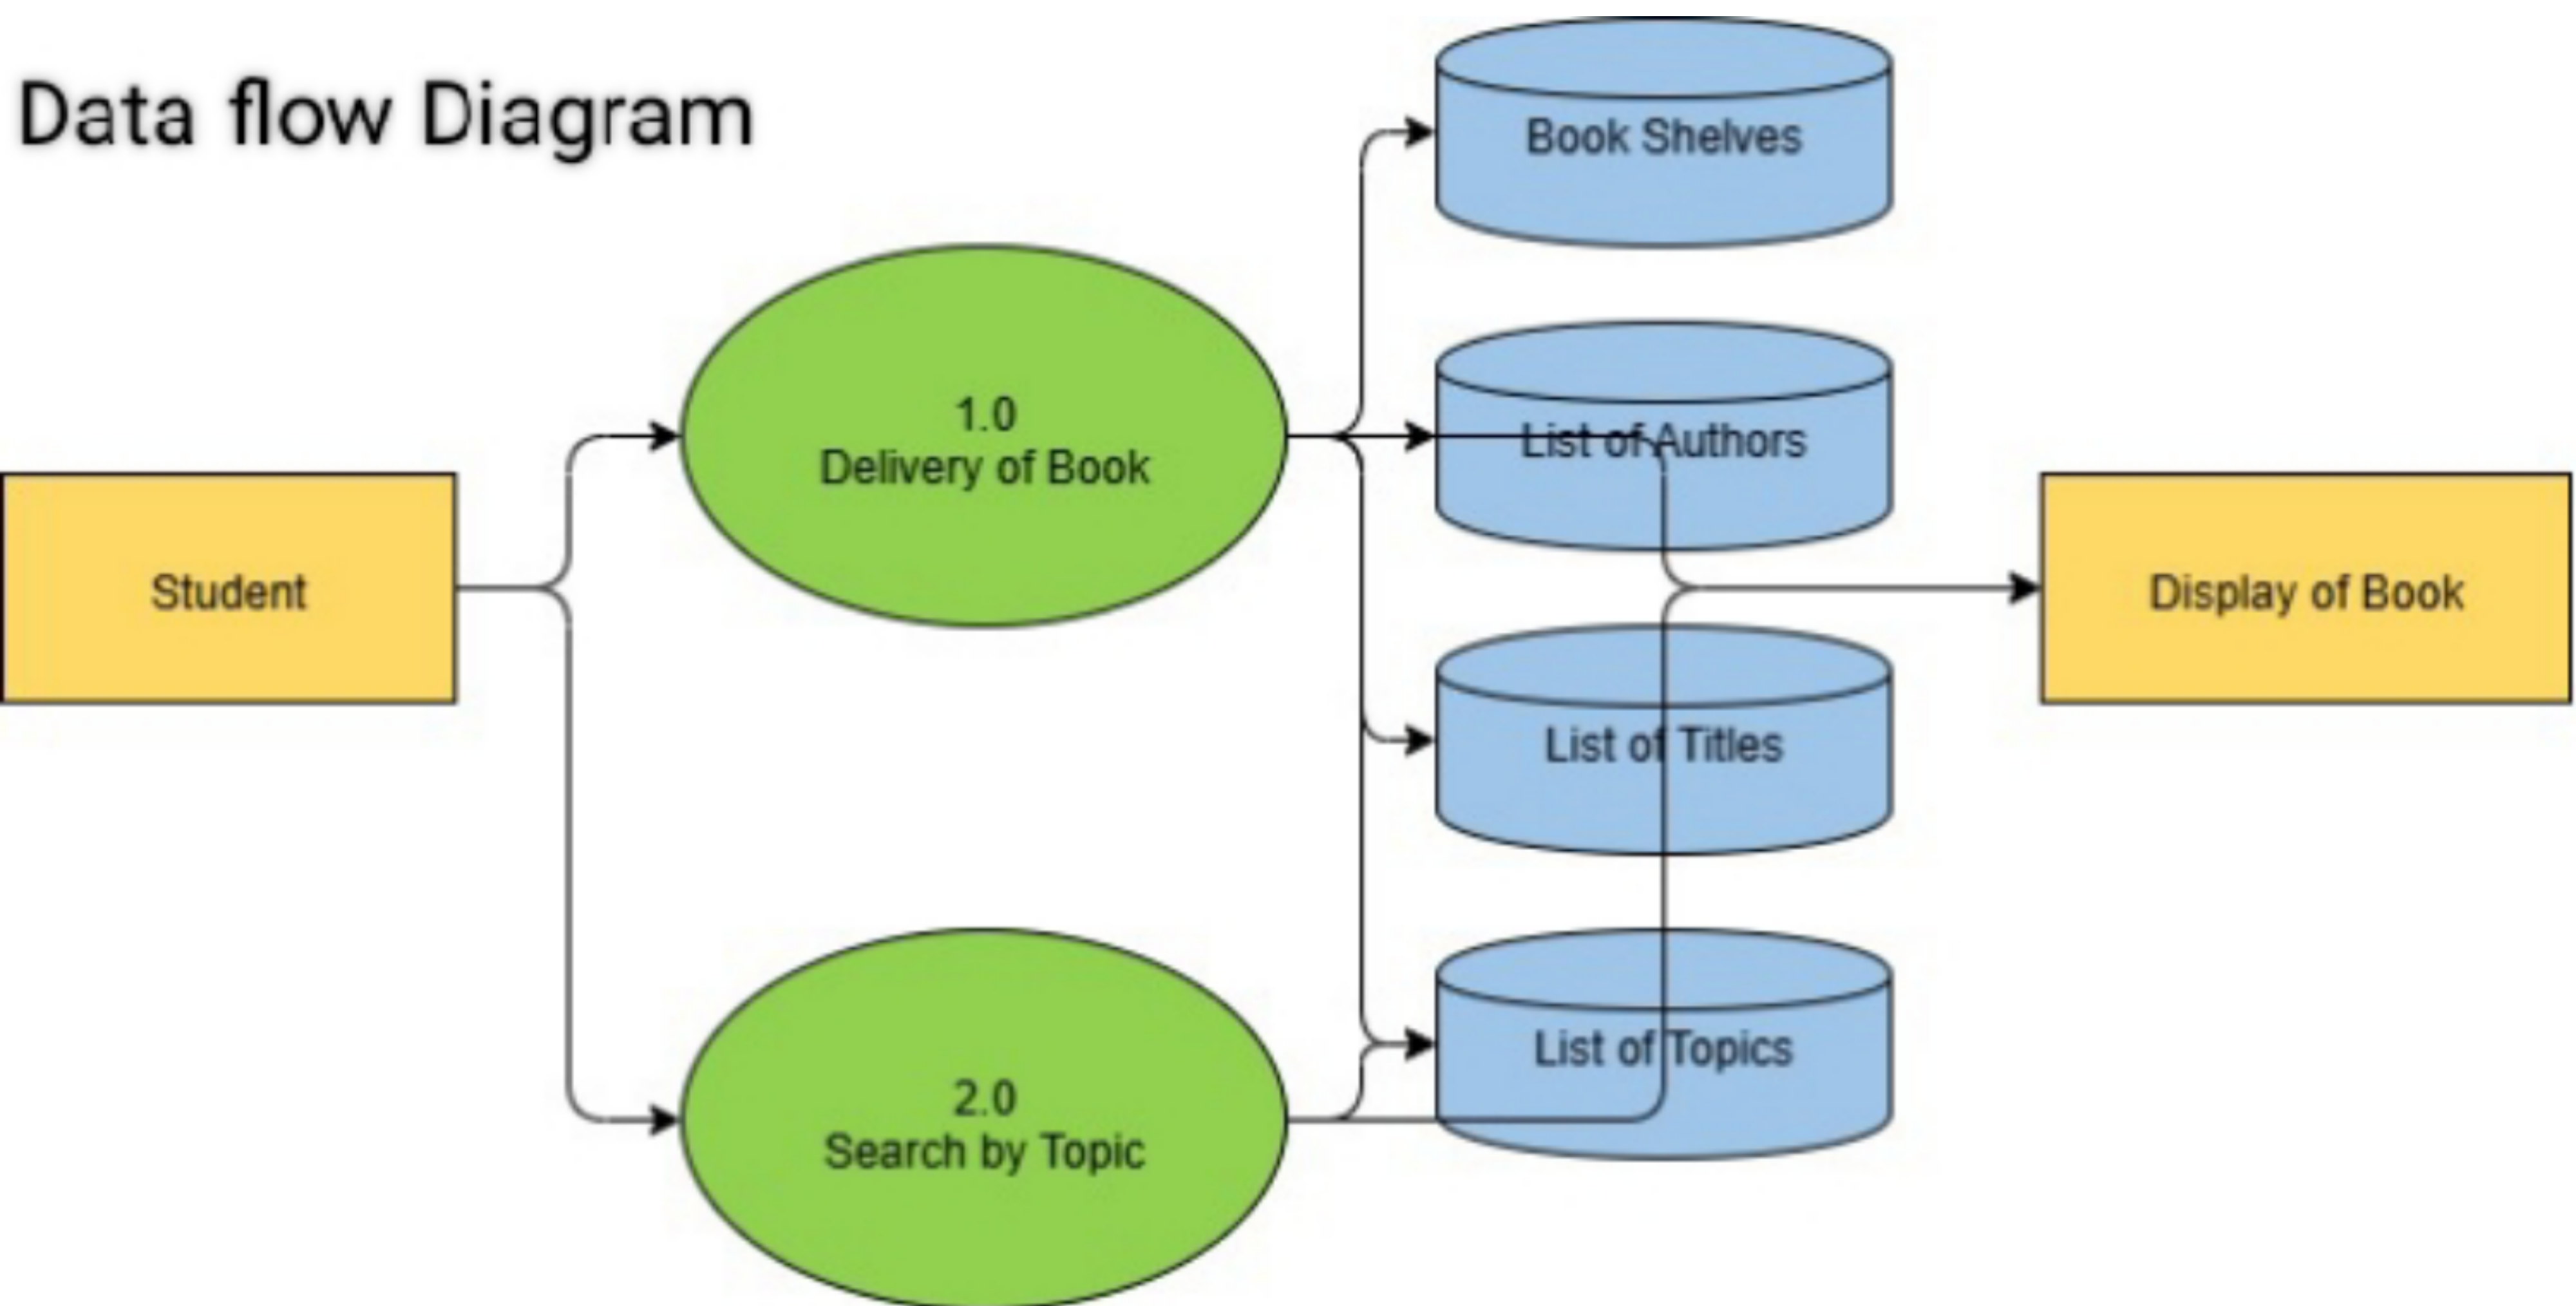 Data flow Diagram
Book Shelves
1.0
Delivery of Book
List of Authors
Student
Display of Book
List of Titles
2.0
Search by Topic
List of Topics